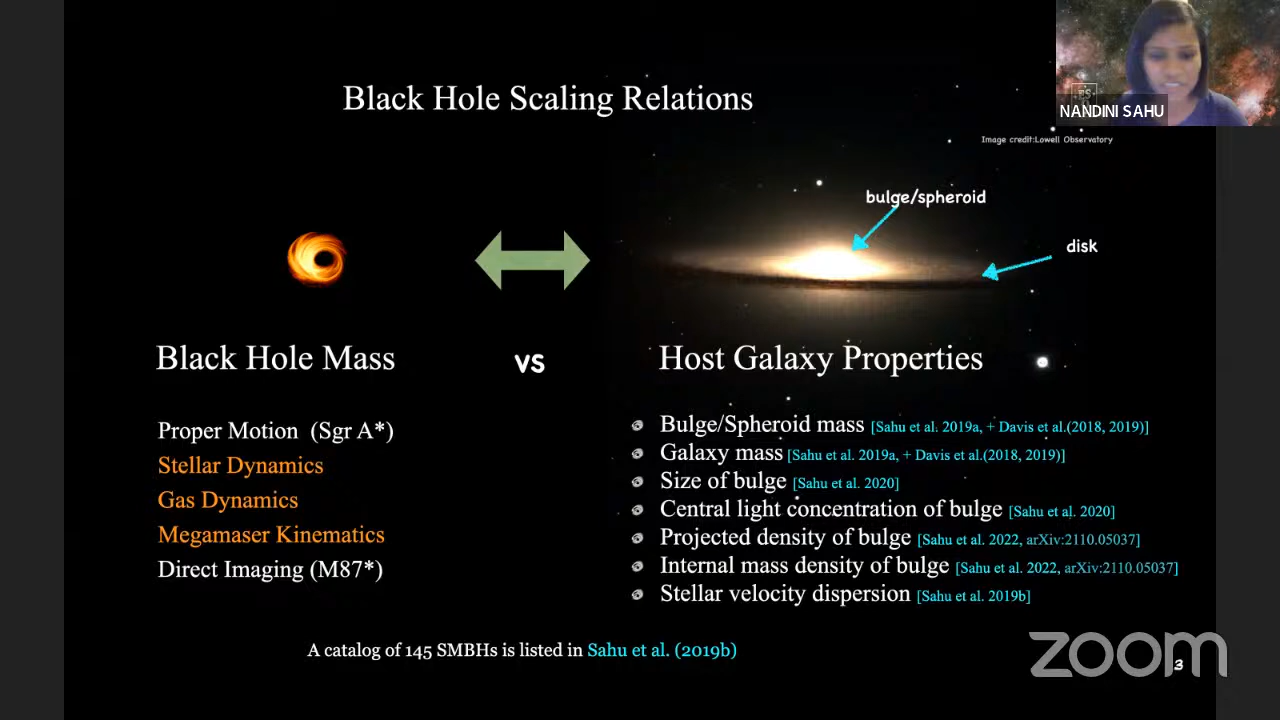 Black Hole Scaling Relations
NANDINI SAHU
Image credit:Lowell Observatory
bulge/spheroid
disk
Black Hole Mass
vs
Host Galaxy Properties
Proper Motion (Sgr A*)
Stellar Dynamics
Gas Dynamics
Megamaser Kinematics
Direct Imaging (M87*)
Bulge/Spheroid mass [Sahu et al. 2019a, + Davis et al.(2018, 2019)]
Galaxy mass [Sahu et al. 2019a, + Davis et al.(2018, 2019)]
Size of bulge [Sahu et al. 2020]
Central light concentration of bulge [Sahu et al. 2020]
Projected density of bulge [Sahu et al. 2022, arXiv:2110.05037]
Internal mass density of bulge [Sahu et al. 2022, arXiv:2110.05037]
Stellar velocity dispersion [Sahu et al. 2019b]
A catalog of 145 SMBHs is listed in Sahu et al. (2019b)
zoom
3